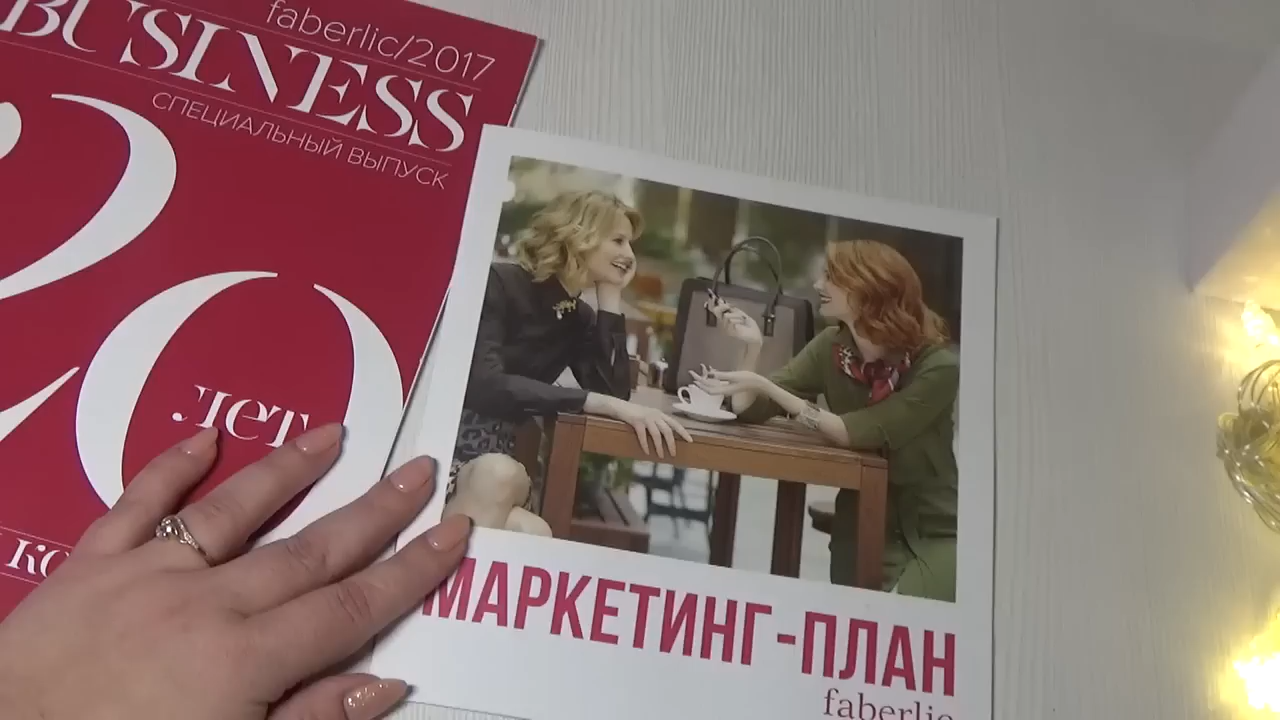 faberlic/2017
BUSINESS
СПЕЦИАЛЬНЫЙ ВЫПУСК
20
лет
МАРКЕТИНГ-ПЛАН
faberlic